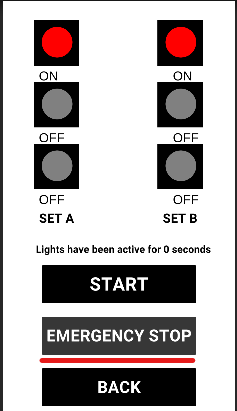 ON ON
OFF OFF
OFF OFF
SET A SET B
Lights have been active for 0 seconds
START
EMERGENCY STOP
BACK